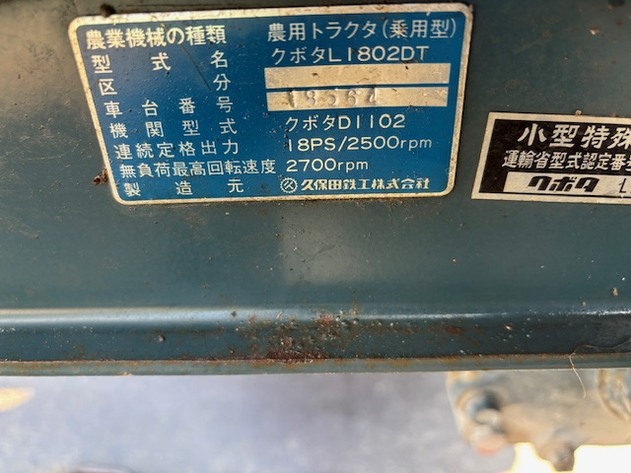 農業機械の種類 農用トラクタ(乗用型)
型式名 クボタL1802DT
区分
車台番号 18564
機関型式 クボタD1102
連続定格出力 18PS/2500rpm
無負荷最高回転速度 2700rpm
製造元 久保田鉄工株式会社
小型特殊
運輸省型式認定番
クボタ L